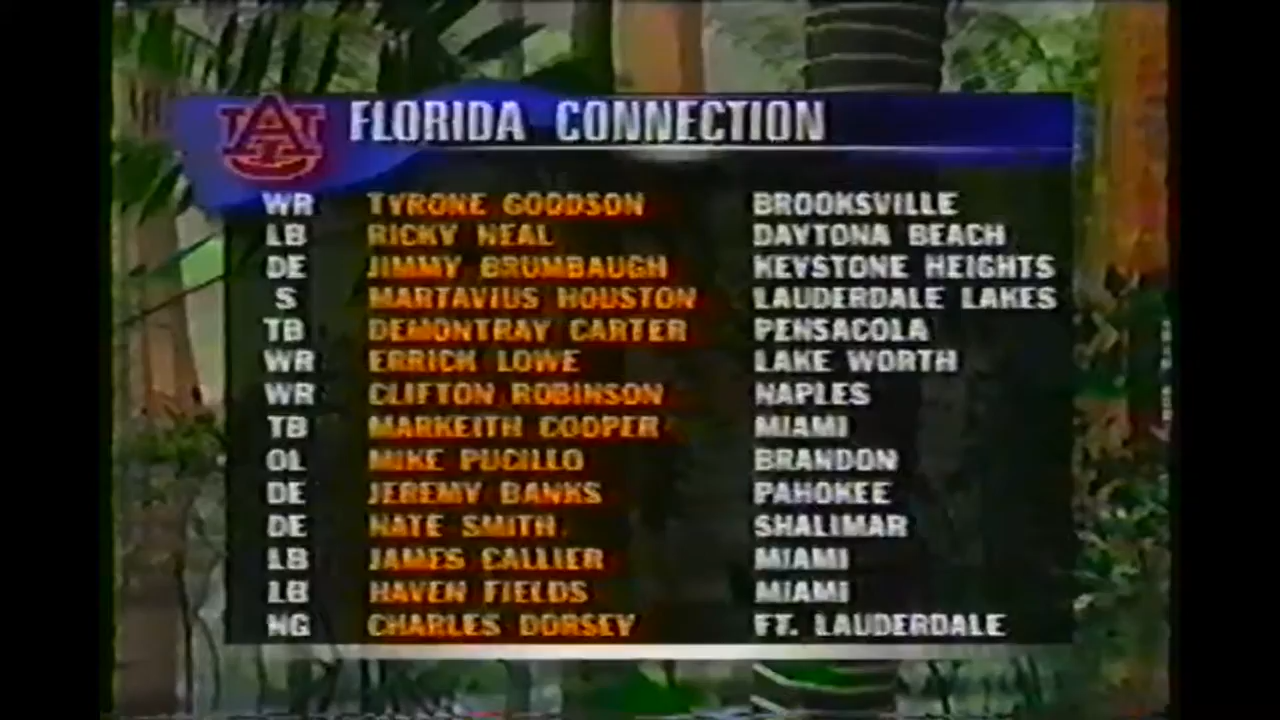 AU FLORIDA CONNECTION
WR TYRONE GOODSON BROOKSVILLE
LB RICKY NEAL DAYTONA BEACH
DE JIMMY BRUMBAUGH KEYSTONE HEIGHTS
S MARTAVIUS HOUSTON LAUDERDALE LAKES
TB DEMONTRAY CARTER PENSACOLA
WR ERRICK LOWE LAKE WORTH
WR CLIFTON ROBINSON NAPLES
TB MARKEITH COOPER MIAMI
OL MIKE PUCILLO BRANDON
DE JEREMY BANKS PAHOKEE
DE NATE SMITH SHALIMAR
LB JAMES CALLIER MIAMI
LB HAVEN FIELDS MIAMI
NG CHARLES DORSEY FT. LAUDERDALE